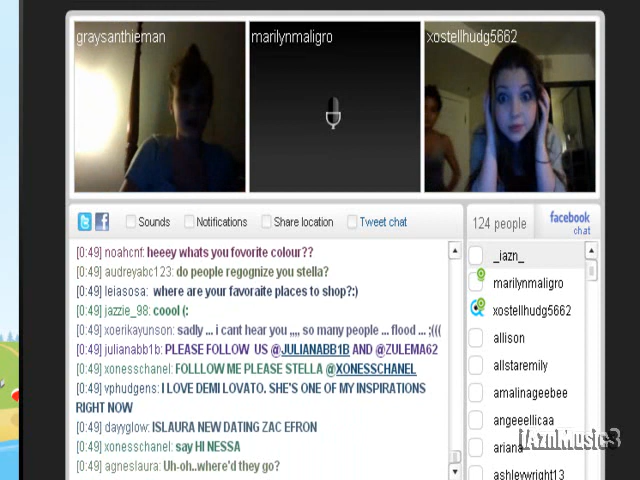 graysanthieman
marilynmaligro
xostellhudg5662
Sounds
Notifications
Share location
Tweet chat
124 people
facebook
chat
[0:49] noahcnf: heeey whats you fovorite colour??
[0:49] audreyabc123: do people regognize you stella?
[0:49] leiasosa: where are your favoraite places to shop?:)
[0:49] jazzie_98: coool (:
[0:49] xoerikayunson: sadly ... i cant hear you ,,,, so many people ... flood ... ;(((
[0:49] julianabb1b: PLEASE FOLLOW US @JULIANABB1B AND @ZULEMA62
[0:49] xonesschanel: FOLLLOW ME PLEASE STELLA @XONESSCHANEL
[0:49] vphudgens: I LOVE DEMI LOVATO. SHE'S ONE OF MY INSPIRATIONS
RIGHT NOW
[0:49] dayyglow: ISLAURA NEW DATING ZAC EFRON
[0:49] xonesschanel: say HI NESSA
[0:49] agneslaura: Uh-oh..where'd they go?
_iazn_
marilynmaligro
xostellhudg5662
allison
allstaremily
amalinageebee
angeeellicaa
ariana
ashleywright13
iAznMusic3